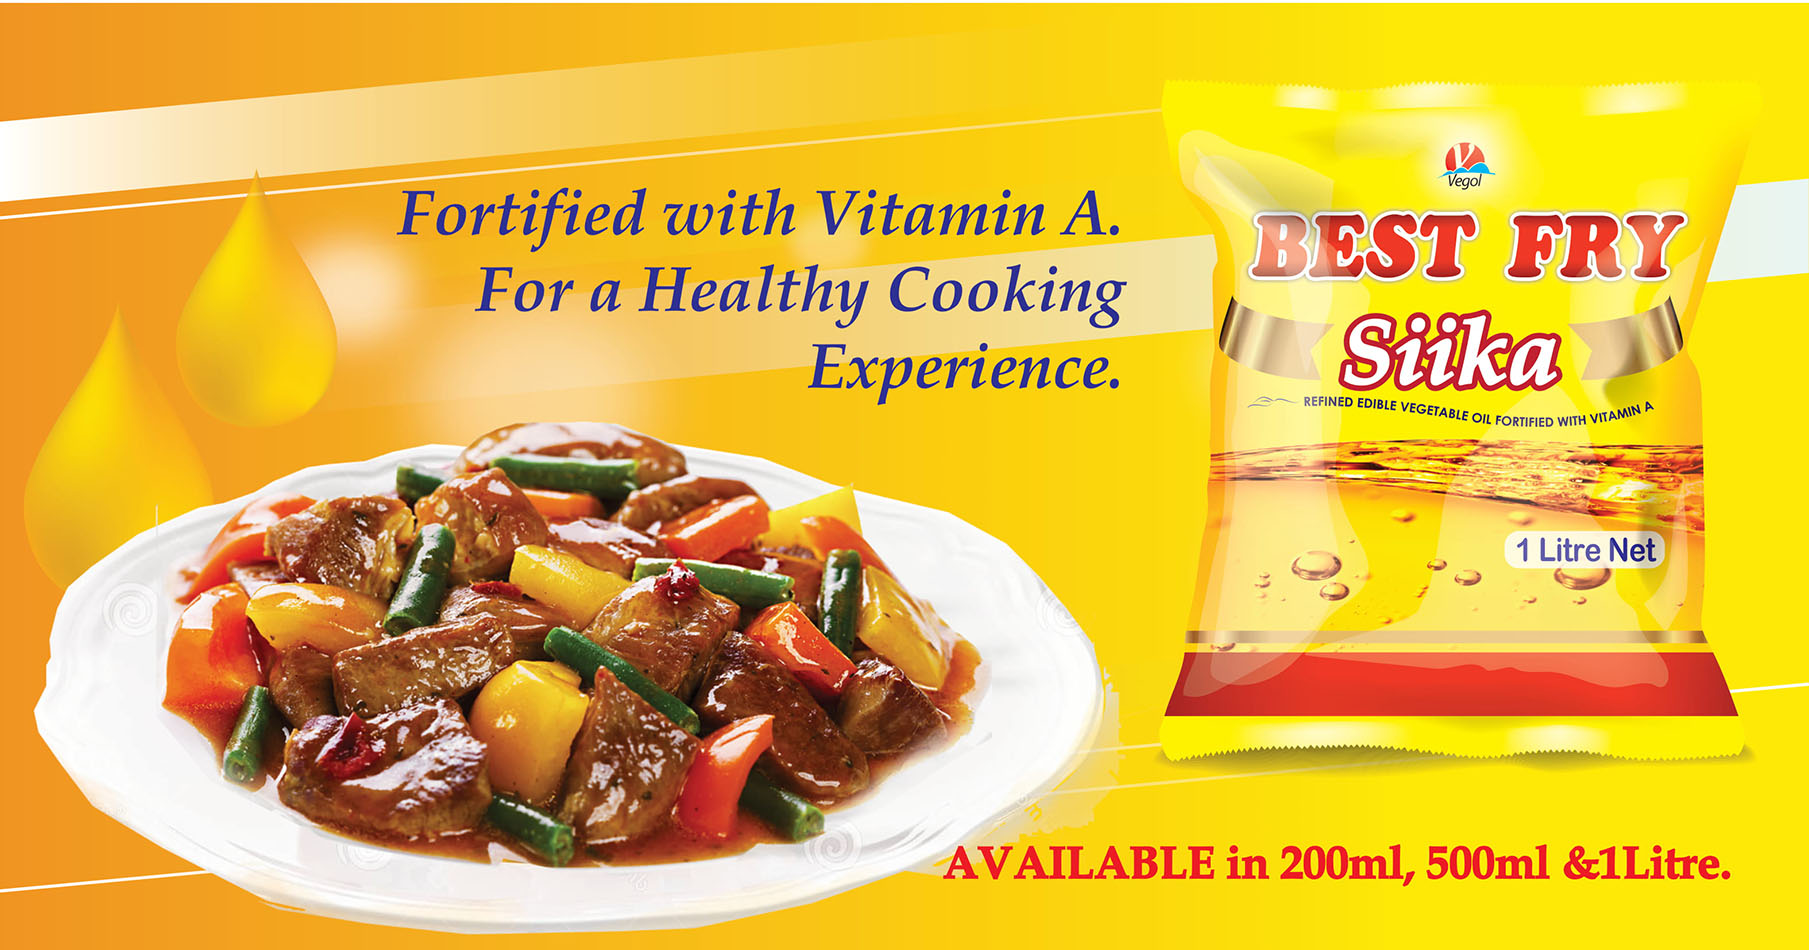 Fortified with Vitamin A.
For a Healthy Cooking
Experience.
Vegol
BEST FRY
Siika
REFINED EDIBLE VEGETABLE OIL FORTIFIED WITH VITAMIN A
1 Litre Net
AVAILABLE in 200ml, 500ml &1Litre.